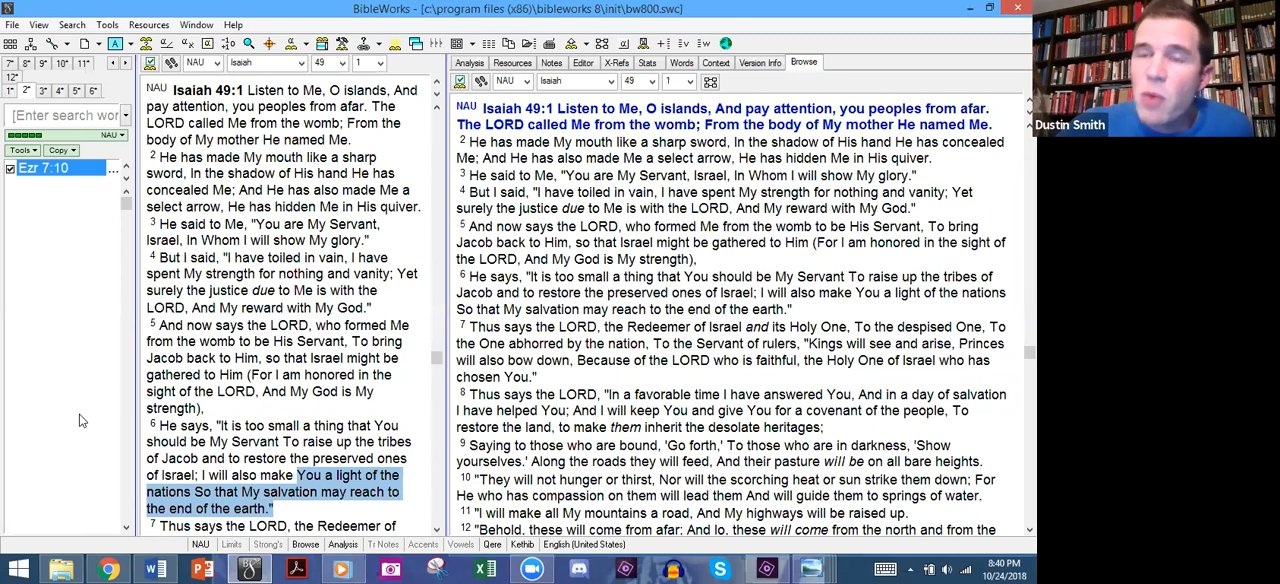 BibleWorks - [c:\program files (x86)\bibleworks 8\init\bw800.swc]
File View Search Tools Resources Window Help
7° 8° 9° 10° 11°
12°
1° 2° 3° 4° 5° 6°
[Enter search wor
NAU
Tools Copy
Ezr 7:10 ...
NAU Isaiah 49 1
NAU Isaiah 49:1 Listen to Me, O islands, And
pay attention, you peoples from afar. The
LORD called Me from the womb; From the
body of My mother He named Me.
2 He has made My mouth like a sharp
sword, In the shadow of His hand He has
concealed Me; And He has also made Me a
select arrow, He has hidden Me in His quiver.
3 He said to Me, "You are My Servant,
Israel, In Whom I will show My glory."
4 But I said, "I have toiled in vain, I have
spent My strength for nothing and vanity; Yet
surely the justice due to Me is with the
LORD, And My reward with My God."
5 And now says the LORD, who formed Me
from the womb to be His Servant, To bring
Jacob back to Him, so that Israel might be
gathered to Him (For I am honored in the
sight of the LORD, And My God is My
strength),
6 He says, "It is too small a thing that You
should be My Servant To raise up the tribes
of Jacob and to restore the preserved ones
of Israel; I will also make You a light of the
nations So that My salvation may reach to
the end of the earth."
7 Thus says the LORD, the Redeemer of
Analysis Resources Notes Editor X-Refs Stats Words Context Version Info Browse
NAU Isaiah 49 1
NAU Isaiah 49:1 Listen to Me, O islands, And pay attention, you peoples from afar.
The LORD called Me from the womb; From the body of My mother He named Me.
2 He has made My mouth like a sharp sword, In the shadow of His hand He has concealed
Me; And He has also made Me a select arrow, He has hidden Me in His quiver.
3 He said to Me, "You are My Servant, Israel, In Whom I will show My glory."
4 But I said, "I have toiled in vain, I have spent My strength for nothing and vanity; Yet
surely the justice due to Me is with the LORD, And My reward with My God."
5 And now says the LORD, who formed Me from the womb to be His Servant, To bring
Jacob back to Him, so that Israel might be gathered to Him (For I am honored in the sight of
the LORD, And My God is My strength),
6 He says, "It is too small a thing that You should be My Servant To raise up the tribes of
Jacob and to restore the preserved ones of Israel; I will also make You a light of the nations
So that My salvation may reach to the end of the earth."
7 Thus says the LORD, the Redeemer of Israel and its Holy One, To the despised One, To
the One abhorred by the nation, To the Servant of rulers, "Kings will see and arise, Princes
will also bow down, Because of the LORD who is faithful, the Holy One of Israel who has
chosen You."
8 Thus says the LORD, "In a favorable time I have answered You, And in a day of salvation
I have helped You; And I will keep You and give You for a covenant of the people, To
restore the land, to make them inherit the desolate heritages;
9 Saying to those who are bound, 'Go forth,' To those who are in darkness, 'Show
yourselves.' Along the roads they will feed, And their pasture will be on all bare heights.
10 "They will not hunger or thirst, Nor will the scorching heat or sun strike them down; For
He who has compassion on them will lead them And will guide them to springs of water.
11 "I will make all My mountains a road, And My highways will be raised up.
12 "Behold, these will come from afar; And lo, these will come from the north and from the
NAU Limits Strong's Browse Analysis Tr Notes Accents Vowels Qere Kethib English (United States)
8:40 PM
10/24/2018
Dustin Smith